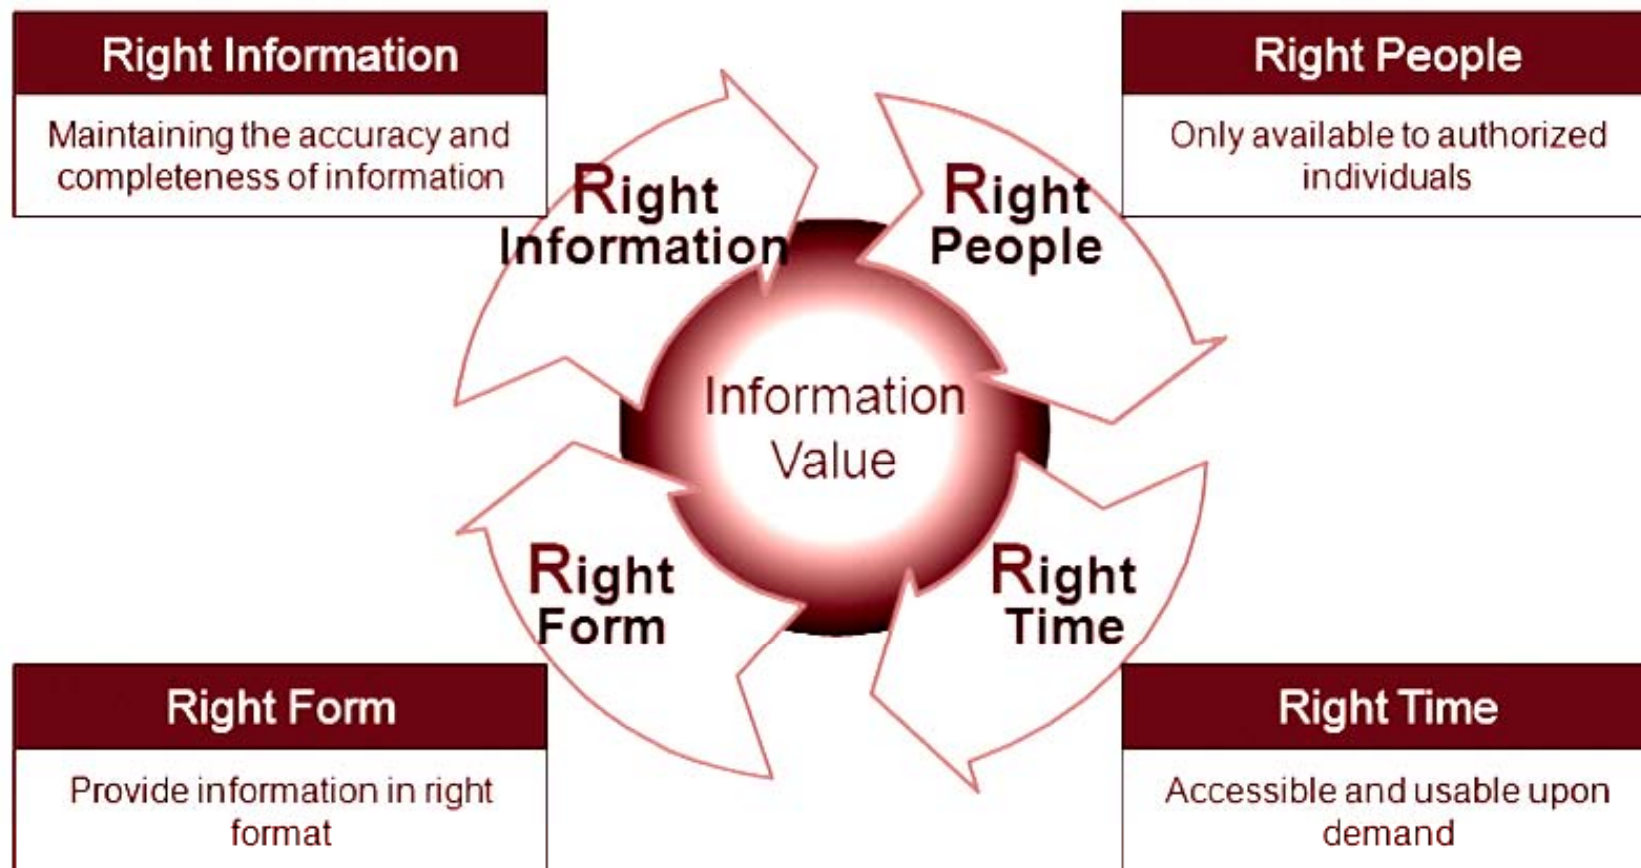 Right Information
Maintaining the accuracy and
completeness of information
Right People
Only available to authorized
individuals
Right
Information
Right
People
Information
Value
Right
Form
Right
Time
Right Form
Provide information in right
format
Right Time
Accessible and usable upon
demand